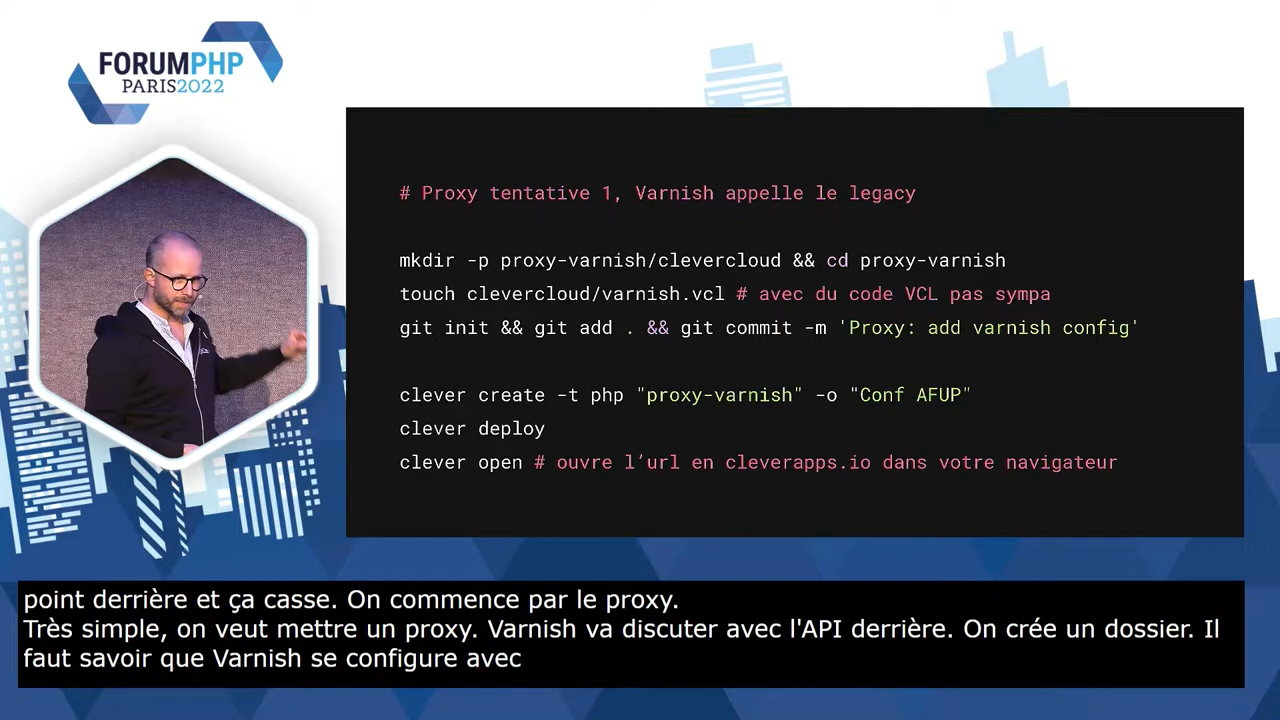 FORUMPHP
PARIS2022
# Proxy tentative 1, Varnish appelle le legacy
mkdir -p proxy-varnish/clevercloud && cd proxy-varnish
touch clevercloud/varnish.vcl # avec du code VCL pas sympa
git init && git add . && git commit -m 'Proxy: add varnish config'
clever create -t php "proxy-varnish" -o "Conf AFUP"
clever deploy
clever open # ouvre l’url en cleverapps.io dans votre navigateur
point derrière et ça casse. On commence par le proxy.
Très simple, on veut mettre un proxy. Varnish va discuter avec l'API derrière. On crée un dossier. Il
faut savoir que Varnish se configure avec